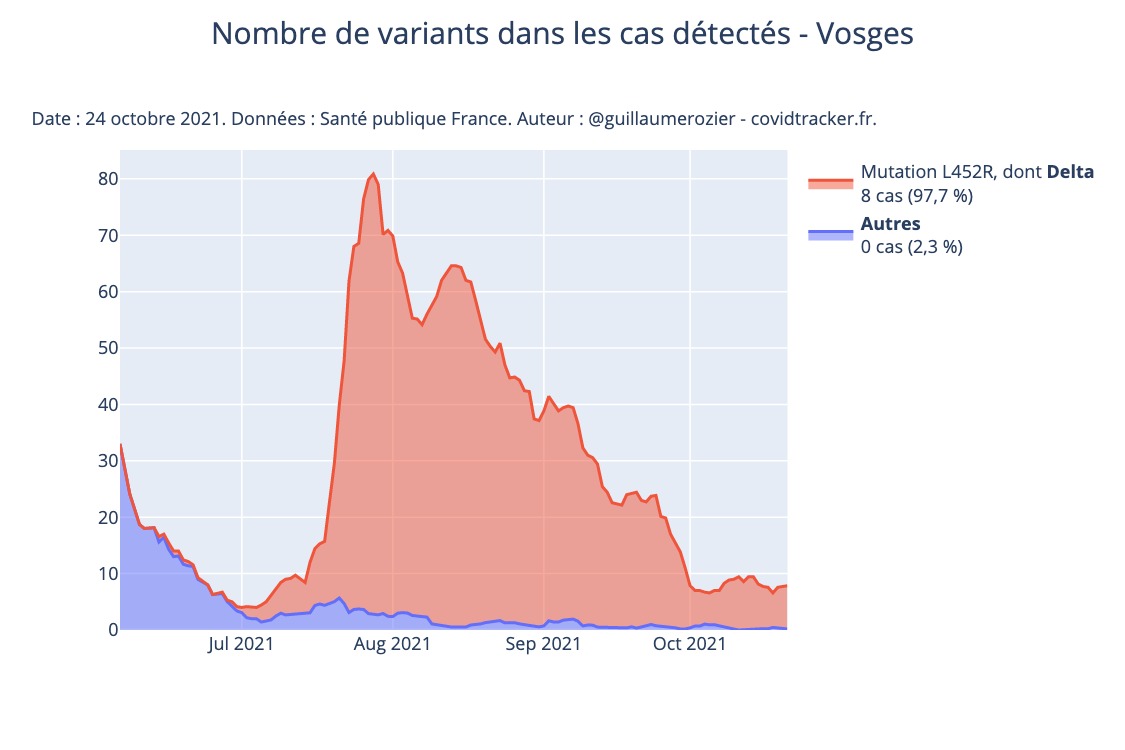 Nombre de variants dans les cas détectés - Vosges
Date : 24 octobre 2021. Données : Santé publique France. Auteur : @guillaumerozier - covidtracker.fr.
Mutation L452R, dont Delta
8 cas (97,7 %)
Autres
0 cas (2,3 %)
80
70
60
50
40
30
20
10
0
Jul 2021
Aug 2021
Sep 2021
Oct 2021